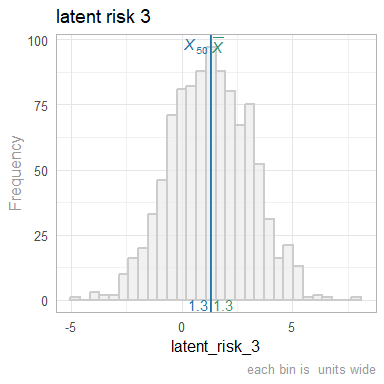 latent risk 3
100
75
50
25
0
Frequency
X₅₀ X̅
1.3 1.3
-5 0 5
latent_risk_3
each bin is  units wide